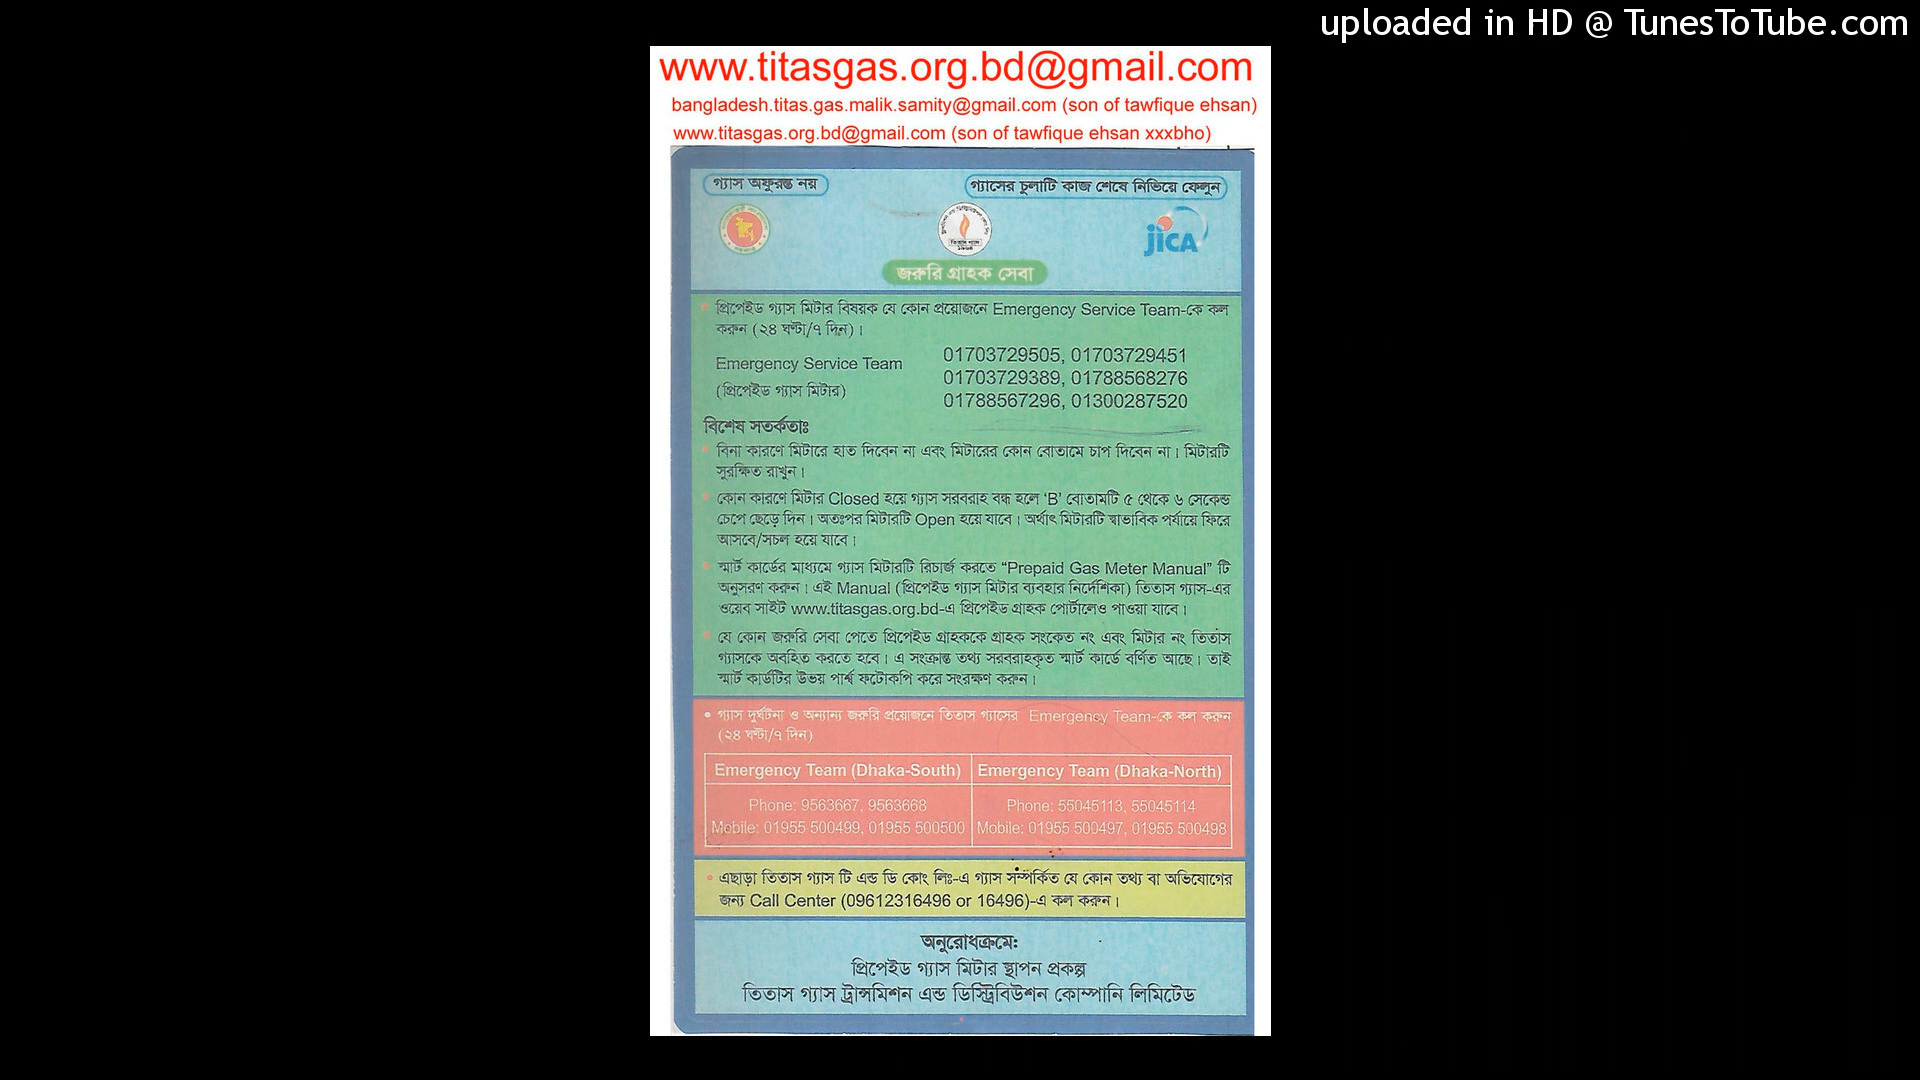 uploaded in HD @ TunesToTube.com
www.titasgas.org.bd@gmail.com
bangladesh.titas.gas.malik.samity@gmail.com (son of tawfique ehsan)
www.titasgas.org.bd@gmail.com (son of tawfique ehsan xxxbho)
গ্যাস অফুরন্ত নয়
গ্যাসের চুলাটি কাজ শেষে নিভিয়ে ফেলুন
তিতাস গ্যাস
jICA
জরুরি গ্রাহক সেবা
প্রিপেইড গ্যাস মিটার বিষয়ক যে কোন প্রয়োজনে Emergency Service Team-কে কল
করুন (২৪ ঘণ্টা/৭ দিন)।
Emergency Service Team
(প্রিপেইড গ্যাস মিটার)
01703729505, 01703729451
01703729389, 01788568276
01788567296, 01300287520
বিশেষ সতর্কতাঃ
বিনা কারণে মিটারে হাত দিবেন না এবং মিটারের কোন বোতামে চাপ দিবেন না। মিটারটি
সুরক্ষিত রাখুন।
কোন কারণে মিটার Closed হয়ে গ্যাস সরবরাহ বন্ধ হলে ‘B’ বোতামটি ৫ থেকে ৬ সেকেন্ড
চেপে ছেড়ে দিন। অতঃপর মিটারটি Open হয়ে যাবে। অর্থাৎ মিটারটি স্বাভাবিক পর্যায়ে ফিরে
আসবে/সচল হয়ে যাবে।
স্মার্ট কার্ডের মাধ্যমে গ্যাস মিটারটি রিচার্জ করতে “Prepaid Gas Meter Manual” টি
অনুসরণ করুন। এই Manual (প্রিপেইড গ্যাস মিটার ব্যবহার নির্দেশিকা) তিতাস গ্যাস-এর
ওয়েব সাইট www.titasgas.org.bd-এ প্রিপেইড গ্রাহক পোর্টালেও পাওয়া যাবে।
যে কোন জরুরি সেবা পেতে প্রিপেইড গ্রাহককে গ্রাহক সংকেত নং এবং মিটার নং তিতাস
গ্যাসকে অবহিত করতে হবে। এ সংক্রান্ত তথ্য সরবরাহকৃত স্মার্ট কার্ডে বর্ণিত আছে। তাই
স্মার্ট কার্ডটির উভয় পার্শ্ব ফটোকপি করে সংরক্ষণ করুন।
• গ্যাস দুর্ঘটনা ও অন্যান্য জরুরি প্রয়োজনে তিতাস গ্যাসের Emergency Team-কে কল করুন
(২৪ ঘণ্টা/৭ দিন)
Emergency Team (Dhaka-South)
Phone: 9563667, 9563668
Mobile: 01955 500499, 01955 500500
Emergency Team (Dhaka-North)
Phone: 55045113, 55045114
Mobile: 01955 500497, 01955 500498
এছাড়া তিতাস গ্যাস টি এন্ড ডি কোং লিঃ-এ গ্যাস সম্পর্কিত যে কোন তথ্য বা অভিযোগের
জন্য Call Center (09612316496 or 16496)-এ কল করুন।
অনুরোধক্রমে:
প্রিপেইড গ্যাস মিটার স্থাপন প্রকল্প
তিতাস গ্যাস ট্রান্সমিশন এন্ড ডিস্ট্রিবিউশন কোম্পানি লিমিটেড